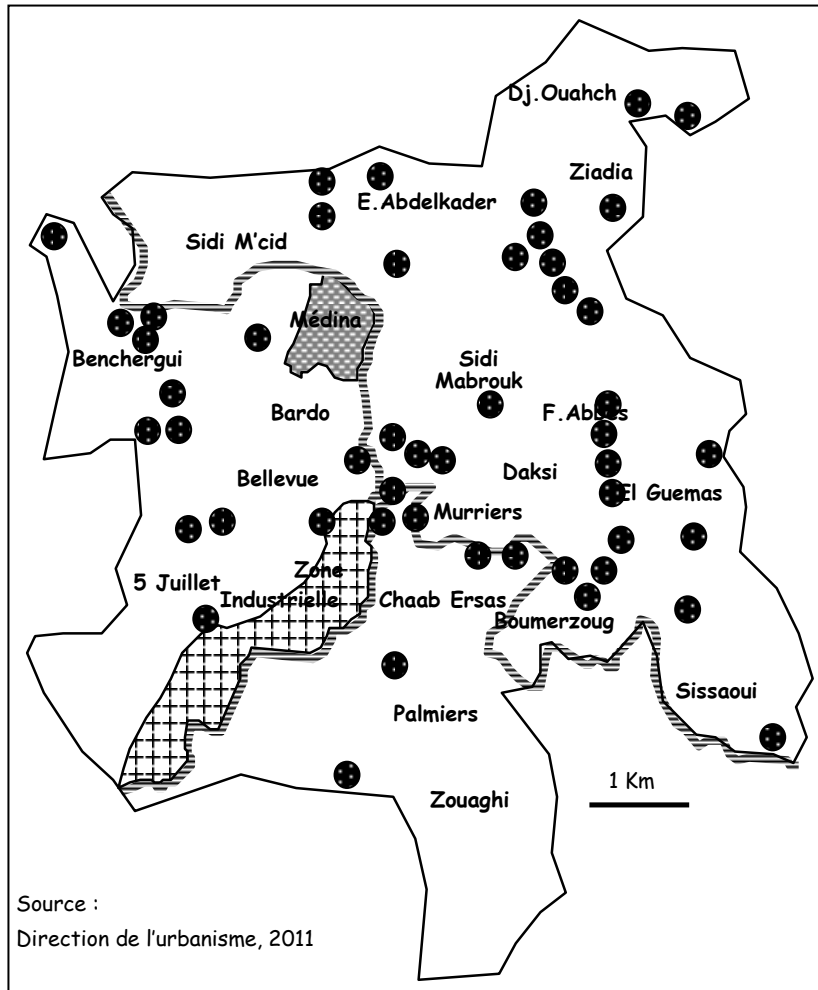 Dj.Ouahch
Ziadia
E.Abdelkader
Sidi M'cid
Médina
Benchergui
Sidi
Mabrouk
Bardo
F.Abbes
Bellevue
Daksi
El Guemas
Murriers
Zone
Industrielle
5 Juillet
Chaab Ersas
Boumerzoug
Sissaoui
Palmiers
Zouaghi
1 Km
Source :
Direction de l'urbanisme, 2011